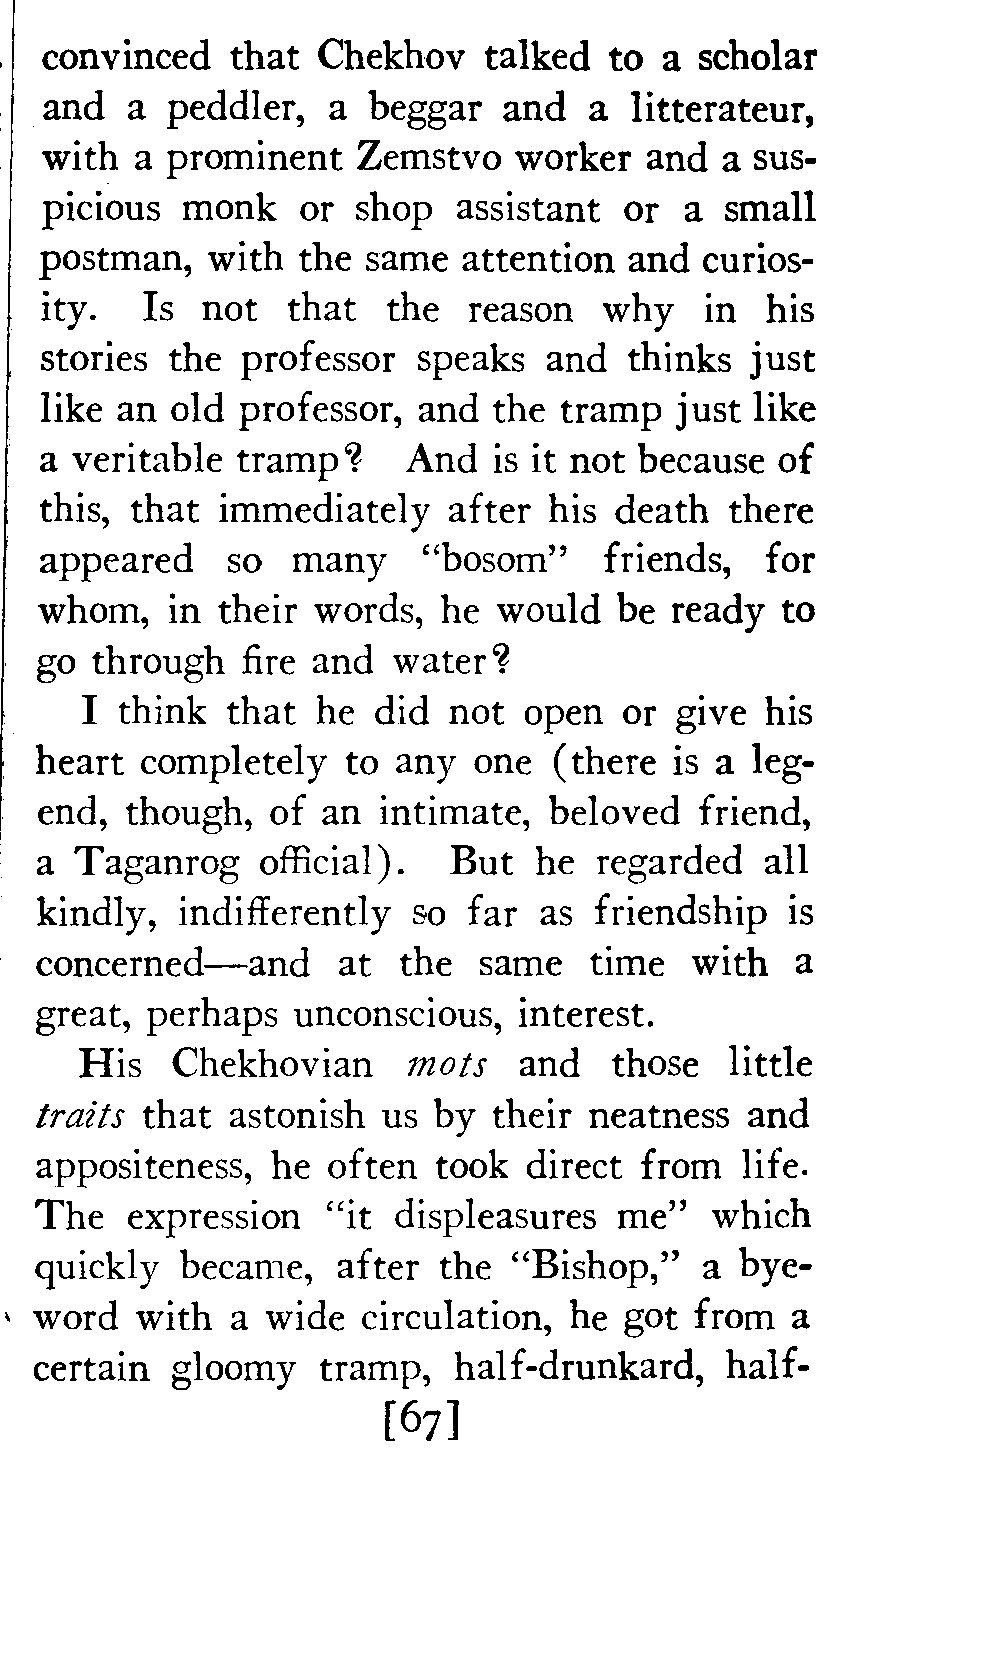 convinced that Chekhov talked to a scholar
and a peddler, a beggar and a litterateur,
with a prominent Zemstvo worker and a sus-
picious monk or shop assistant or a small
postman, with the same attention and curios-
ity. Is not that the reason why in his
stories the professor speaks and thinks just
like an old professor, and the tramp just like
a veritable tramp? And is it not because of
this, that immediately after his death there
appeared so many “bosom” friends, for
whom, in their words, he would be ready to
go through fire and water?
I think that he did not open or give his
heart completely to any one (there is a leg-
end, though, of an intimate, beloved friend,
a Taganrog official). But he regarded all
kindly, indifferently so far as friendship is
concerned—and at the same time with a
great, perhaps unconscious, interest.
His Chekhovian mots and those little
traits that astonish us by their neatness and
appositeness, he often took direct from life.
The expression “it displeasures me” which
quickly became, after the “Bishop,” a bye-
word with a wide circulation, he got from a
certain gloomy tramp, half-drunkard, half-
[67]